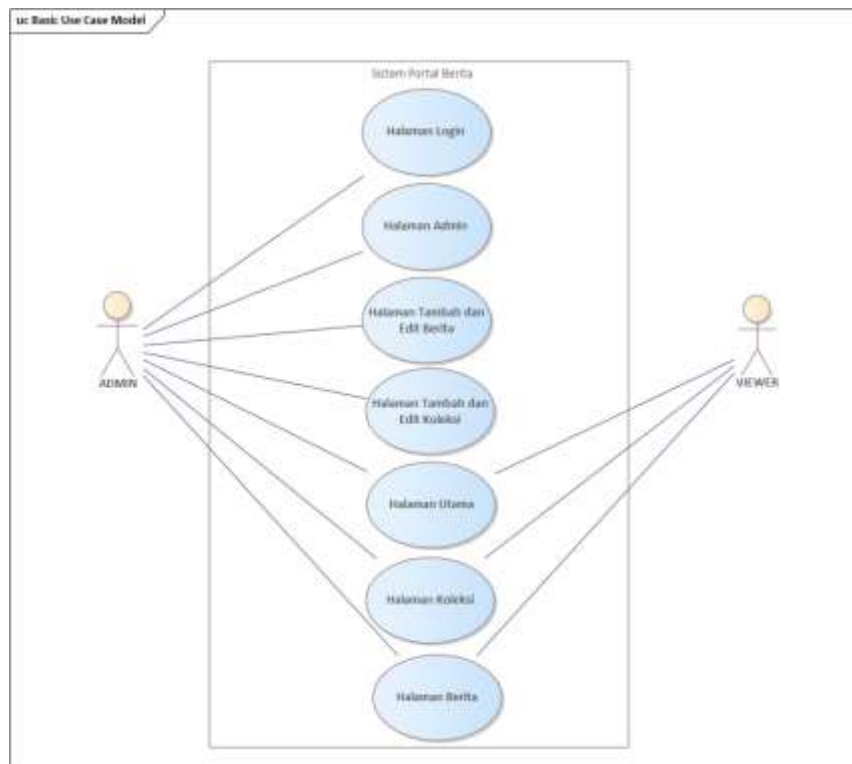 uc Basic Use Case Model
Sistem Portal Berita
Halaman Login
Halaman Admin
Halaman Tambah dan
Edit Berita
ADMIN
VIEWER
Halaman Tambah dan
Edit Koleksi
Halaman Utama
Halaman Koleksi
Halaman Berita